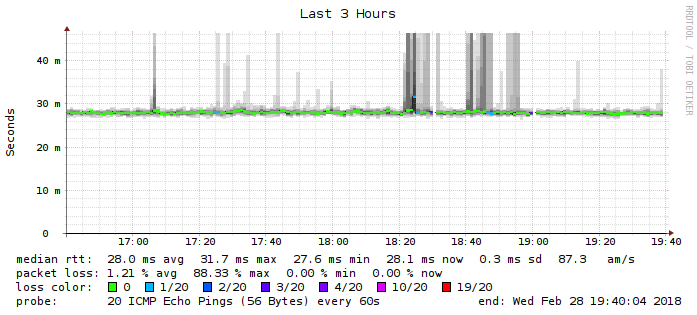 Last 3 Hours
RRDTOOL / TOBI OETIKER
Seconds
40 m
30 m
20 m
10 m
0
17:00 17:20 17:40 18:00 18:20 18:40 19:00 19:20 19:40
median rtt: 28.0 ms avg 31.7 ms max 27.6 ms min 28.1 ms now 0.3 ms sd 87.3 am/s
packet loss: 1.21 % avg 88.33 % max 0.00 % min 0.00 % now
loss color: 0 1/20 2/20 3/20 4/20 10/20 19/20
probe: 20 ICMP Echo Pings (56 Bytes) every 60s end: Wed Feb 28 19:40:04 2018